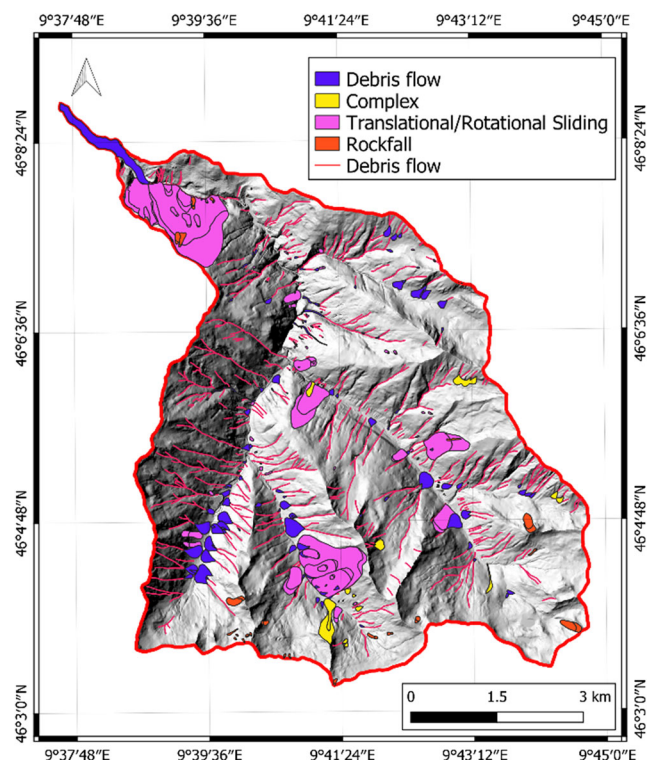 9°37′48″E 9°39′36″E 9°41′24″E 9°43′12″E 9°45′0″E
Debris flow
Complex
Translational/Rotational Sliding
Rockfall
Debris flow
46°8′24″N 46°8′24″N
46°6′36″N 46°6′36″N
46°4′48″N 46°4′48″N
46°3′0″N 46°3′0″N
0 1.5 3 km
9°37′48″E 9°39′36″E 9°41′24″E 9°43′12″E 9°45′0″E